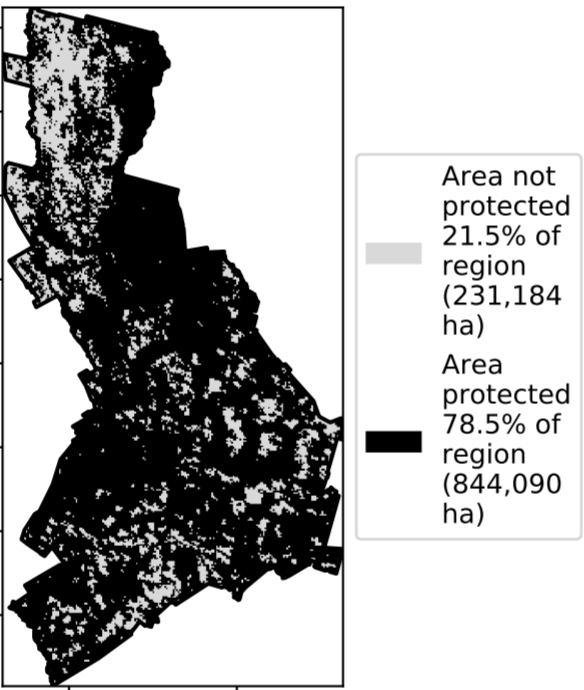 Area not
protected
21.5% of
region
(231,184
ha)
Area
protected
78.5% of
region
(844,090
ha)